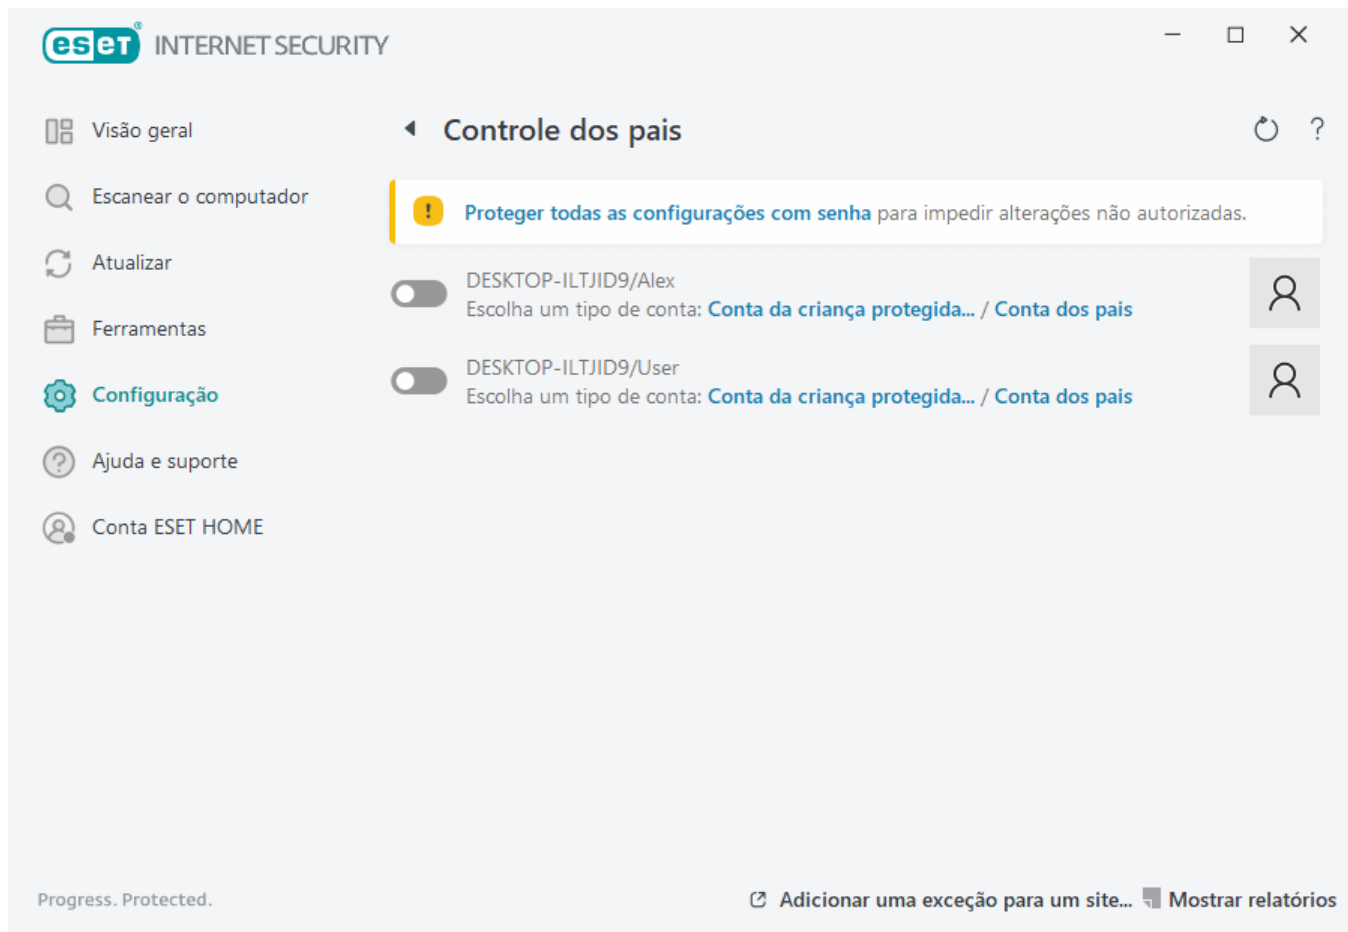 eset® INTERNET SECURITY
Visão geral
Escanear o computador
Atualizar
Ferramentas
Configuração
Ajuda e suporte
Conta ESET HOME
Controle dos pais
?
! Proteger todas as configurações com senha para impedir alterações não autorizadas.
DESKTOP-ILTJID9/Alex
Escolha um tipo de conta: Conta da criança protegida... / Conta dos pais
DESKTOP-ILTJID9/User
Escolha um tipo de conta: Conta da criança protegida... / Conta dos pais
Progress. Protected.
Adicionar uma exceção para um site... Mostrar relatórios